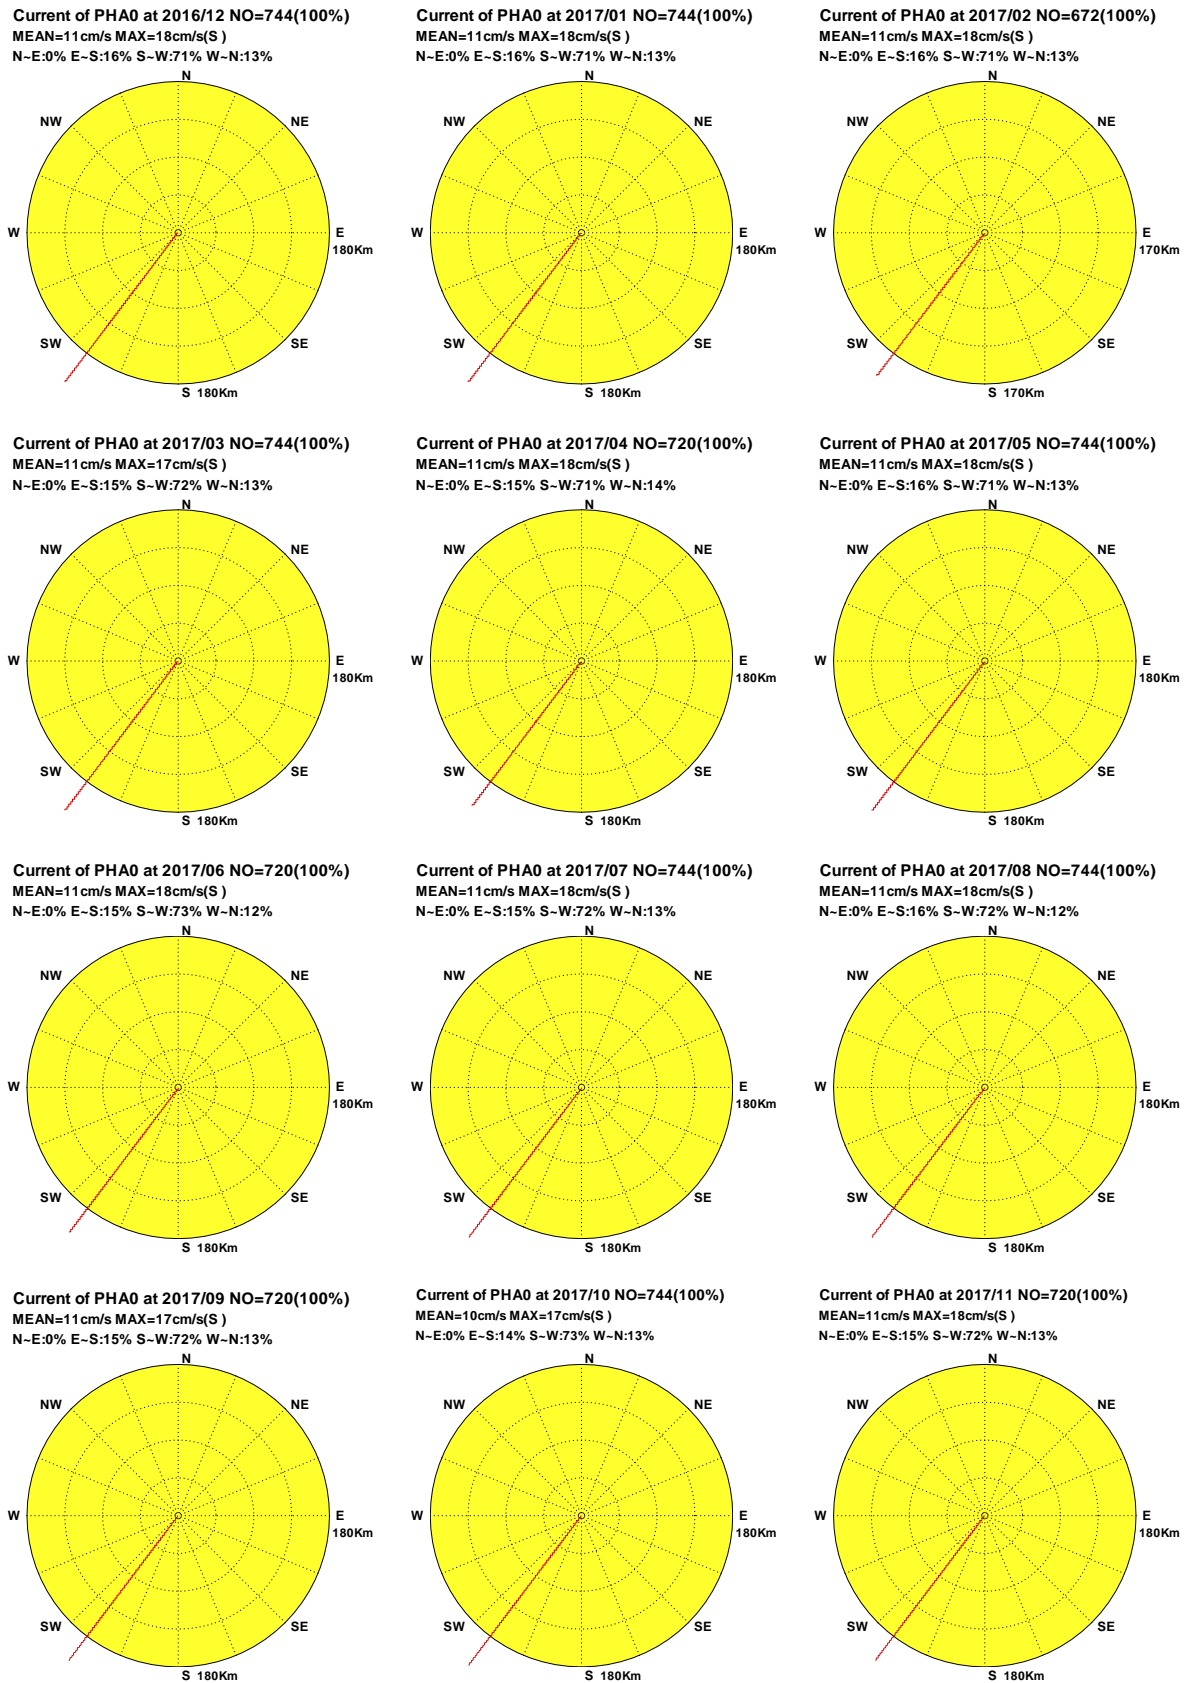 Current of PHA0 at 2016/12 NO=744(100%)
MEAN=11cm/s MAX=18cm/s(S )
N~E:0% E~S:16% S~W:71% W~N:13%
N
NW
NE
W
E
180Km
SW
SE
S 180Km
Current of PHA0 at 2017/01 NO=744(100%)
MEAN=11cm/s MAX=18cm/s(S )
N~E:0% E~S:16% S~W:71% W~N:13%
N
NW
NE
W
E
180Km
SW
SE
S 180Km
Current of PHA0 at 2017/02 NO=672(100%)
MEAN=11cm/s MAX=18cm/s(S )
N~E:0% E~S:16% S~W:71% W~N:13%
N
NW
NE
W
E
170Km
SW
SE
S 170Km
Current of PHA0 at 2017/03 NO=744(100%)
MEAN=11cm/s MAX=17cm/s(S )
N~E:0% E~S:15% S~W:72% W~N:13%
N
NW
NE
W
E
180Km
SW
SE
S 180Km
Current of PHA0 at 2017/04 NO=720(100%)
MEAN=11cm/s MAX=18cm/s(S )
N~E:0% E~S:15% S~W:71% W~N:14%
N
NW
NE
W
E
180Km
SW
SE
S 180Km
Current of PHA0 at 2017/05 NO=744(100%)
MEAN=11cm/s MAX=18cm/s(S )
N~E:0% E~S:16% S~W:71% W~N:13%
N
NW
NE
W
E
180Km
SW
SE
S 180Km
Current of PHA0 at 2017/06 NO=720(100%)
MEAN=11cm/s MAX=18cm/s(S )
N~E:0% E~S:15% S~W:73% W~N:12%
N
NW
NE
W
E
180Km
SW
SE
S 180Km
Current of PHA0 at 2017/07 NO=744(100%)
MEAN=11cm/s MAX=18cm/s(S )
N~E:0% E~S:15% S~W:72% W~N:13%
N
NW
NE
W
E
180Km
SW
SE
S 180Km
Current of PHA0 at 2017/08 NO=744(100%)
MEAN=11cm/s MAX=18cm/s(S )
N~E:0% E~S:16% S~W:72% W~N:12%
N
NW
NE
W
E
180Km
SW
SE
S 180Km
Current of PHA0 at 2017/09 NO=720(100%)
MEAN=11cm/s MAX=17cm/s(S )
N~E:0% E~S:15% S~W:72% W~N:13%
N
NW
NE
W
E
180Km
SW
SE
S 180Km
Current of PHA0 at 2017/10 NO=744(100%)
MEAN=10cm/s MAX=17cm/s(S )
N~E:0% E~S:14% S~W:73% W~N:13%
N
NW
NE
W
E
180Km
SW
SE
S 180Km
Current of PHA0 at 2017/11 NO=720(100%)
MEAN=11cm/s MAX=18cm/s(S )
N~E:0% E~S:15% S~W:72% W~N:13%
N
NW
NE
W
E
180Km
SW
SE
S 180Km